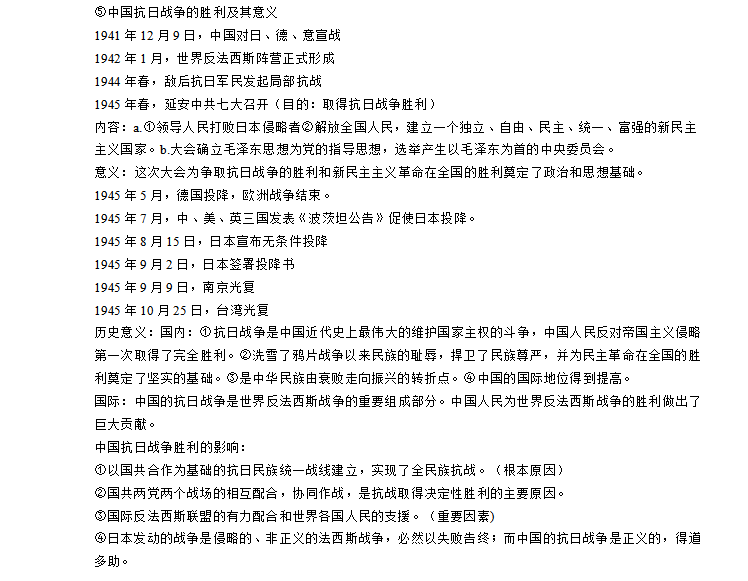 ⑤中国抗日战争的胜利及其意义
1941 年 12 月 9 日，中国对日、德、意宣战
1942 年 1 月，世界反法西斯阵营正式形成
1944 年春，敌后抗日军民发起局部抗战
1945 年春，延安中共七大召开（目的：取得抗日战争胜利）
内容：a.①领导人民打败日本侵略者②解放全国人民，建立一个独立、自由、民主、统一、富强的新民主
主义国家。b.大会确立毛泽东思想为党的指导思想，选举产生以毛泽东为首的中央委员会。
意义：这次大会为争取抗日战争的胜利和新民主主义革命在全国的胜利奠定了政治和思想基础。
1945 年 5 月，德国投降，欧洲战争结束。
1945 年 7 月，中、美、英三国发表《波茨坦公告》促使日本投降。
1945 年 8 月 15 日，日本宣布无条件投降
1945 年 9 月 2 日，日本签署投降书
1945 年 9 月 9 日，南京光复
1945 年 10 月 25 日，台湾光复
历史意义：国内：①抗日战争是中国近代史上最伟大的维护国家主权的斗争，中国人民反对帝国主义侵略
第一次取得了完全胜利。②洗雪了鸦片战争以来民族的耻辱，捍卫了民族尊严，并为民主革命在全国的胜
利奠定了坚实的基础。③是中华民族由衰败走向振兴的转折点。④中国的国际地位得到提高。
国际：中国的抗日战争是世界反法西斯战争的重要组成部分。中国人民为世界反法西斯战争的胜利做出了
巨大贡献。
中国抗日战争胜利的影响：
①以国共合作为基础的抗日民族统一战线建立，实现了全民族抗战。（根本原因）
②国共两党两个战场的相互配合，协同作战，是抗战取得决定性胜利的主要原因。
③国际反法西斯联盟的有力配合和世界各国人民的支援。（重要因素)
④日本发动的战争是侵略的、非正义的法西斯战争，必然以失败告终；而中国的抗日战争是正义的，得道
多助。